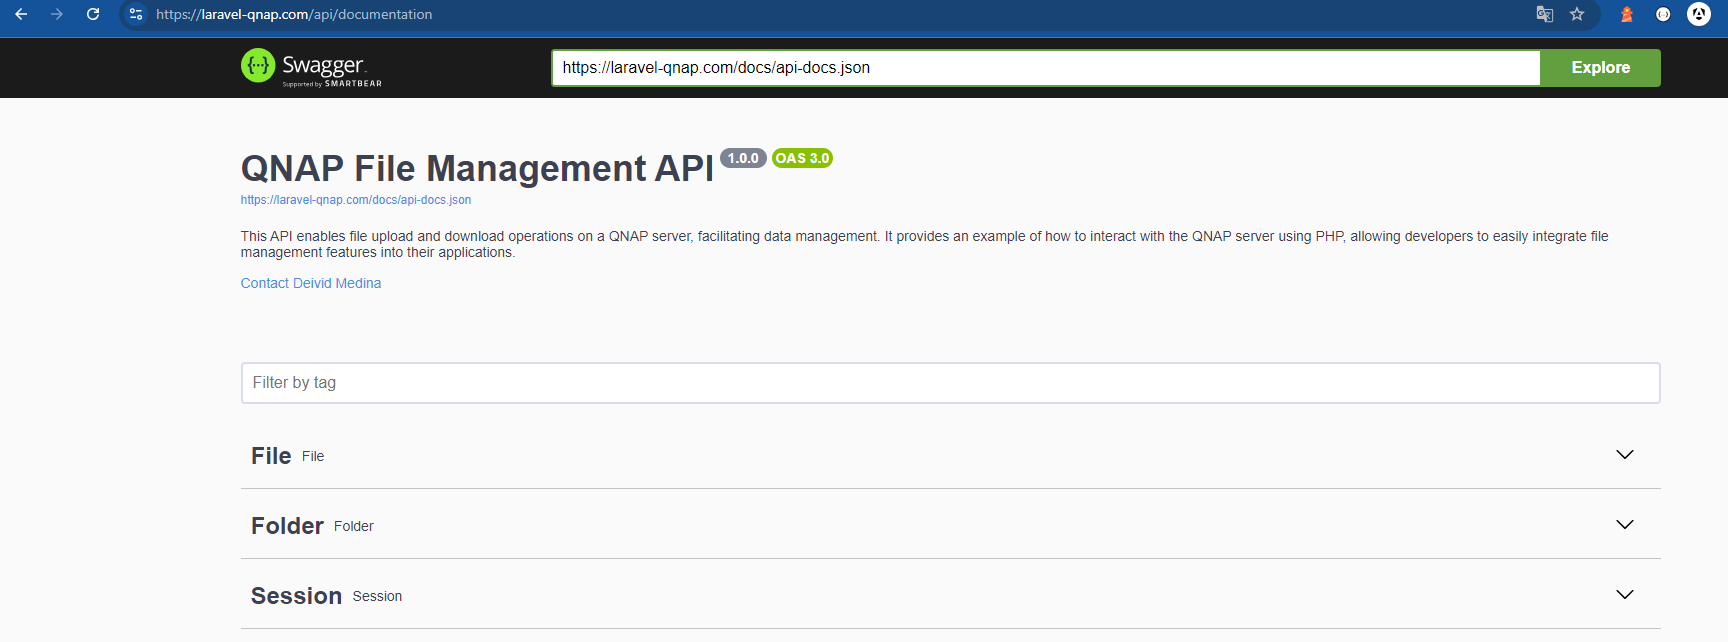 https://laravel-qnap.com/api/documentation
Swagger.
Supported by SMARTBEAR
https://laravel-qnap.com/docs/api-docs.json
Explore
QNAP File Management API 1.0.0 OAS 3.0
https://laravel-qnap.com/docs/api-docs.json
This API enables file upload and download operations on a QNAP server, facilitating data management. It provides an example of how to interact with the QNAP server using PHP, allowing developers to easily integrate file
management features into their applications.
Contact Deivid Medina
Filter by tag
File File
Folder Folder
Session Session